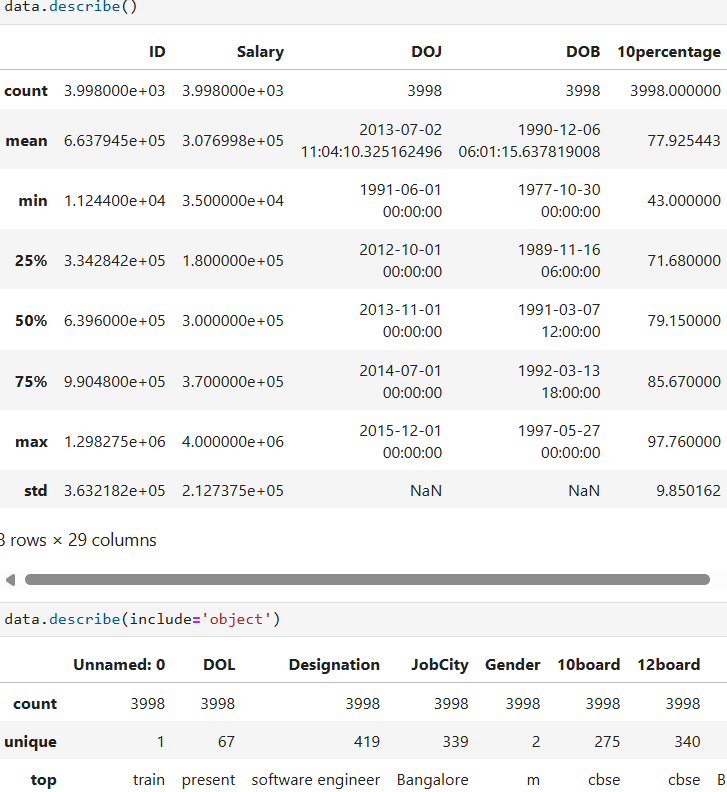 data.describe()
ID Salary DOJ DOB 10percentage
count 3.998000e+03 3.998000e+03 3998 3998 3998.000000
mean 6.637945e+05 3.076998e+05 2013-07-02 11:04:10.325162496 1990-12-06 06:01:15.637819008 77.925443
min 1.124400e+04 3.500000e+04 1991-06-01 00:00:00 1977-10-30 00:00:00 43.000000
25% 3.342842e+05 1.800000e+05 2012-10-01 00:00:00 1989-11-16 06:00:00 71.680000
50% 6.396000e+05 3.000000e+05 2013-11-01 00:00:00 1991-03-07 12:00:00 79.150000
75% 9.904800e+05 3.700000e+05 2014-07-01 00:00:00 1992-03-13 18:00:00 85.670000
max 1.298275e+06 4.000000e+06 2015-12-01 00:00:00 1997-05-27 00:00:00 97.760000
std 3.632182e+05 2.127375e+05 NaN NaN 9.850162
8 rows × 29 columns
data.describe(include='object')
Unnamed: 0 DOL Designation JobCity Gender 10board 12board
count 3998 3998 3998 3998 3998 3998 3998
unique 1 67 419 339 2 275 340
top train present software engineer Bangalore m cbse cbse B